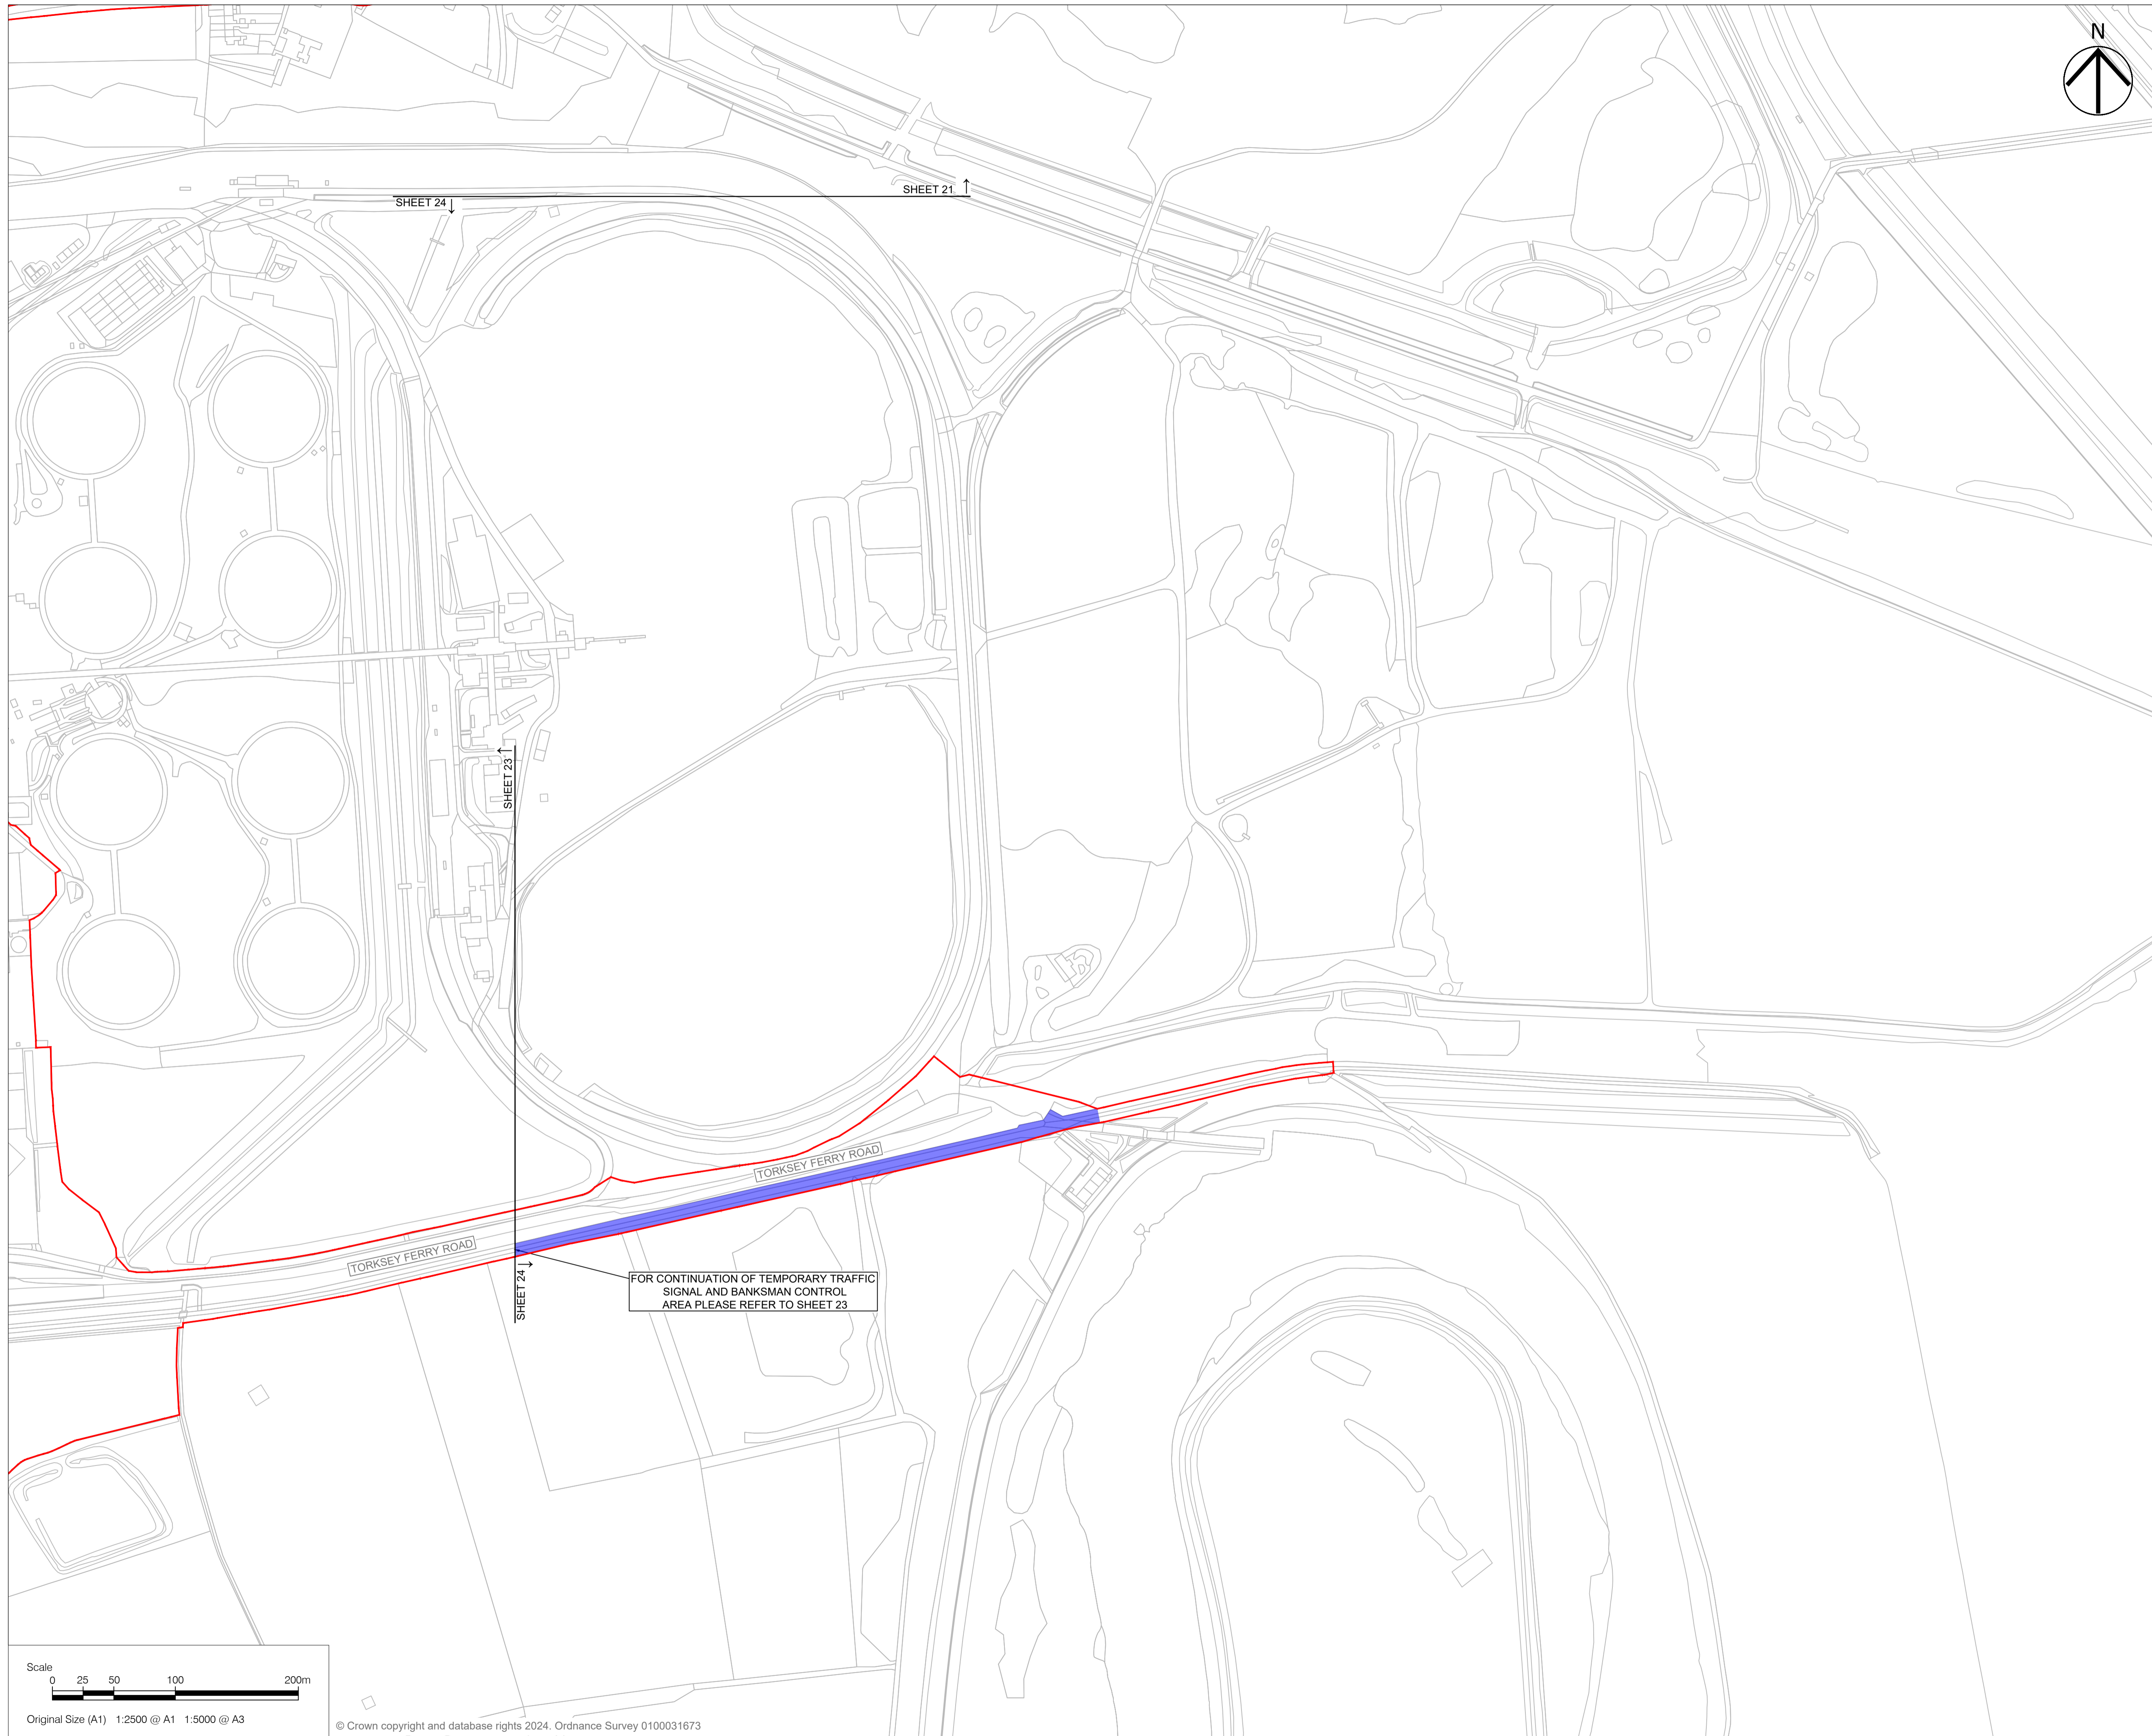 N
SHEET 21
SHEET 24
SHEET 23
TORKSEY FERRY ROAD
TORKSEY FERRY ROAD
SHEET 24
FOR CONTINUATION OF TEMPORARY TRAFFIC
SIGNAL AND BANKSMAN CONTROL
AREA PLEASE REFER TO SHEET 23
Scale
0 25 50 100 200m
Original Size (A1) 1:2500 @ A1 1:5000 @ A3
© Crown copyright and database rights 2024. Ordnance Survey 0100031673